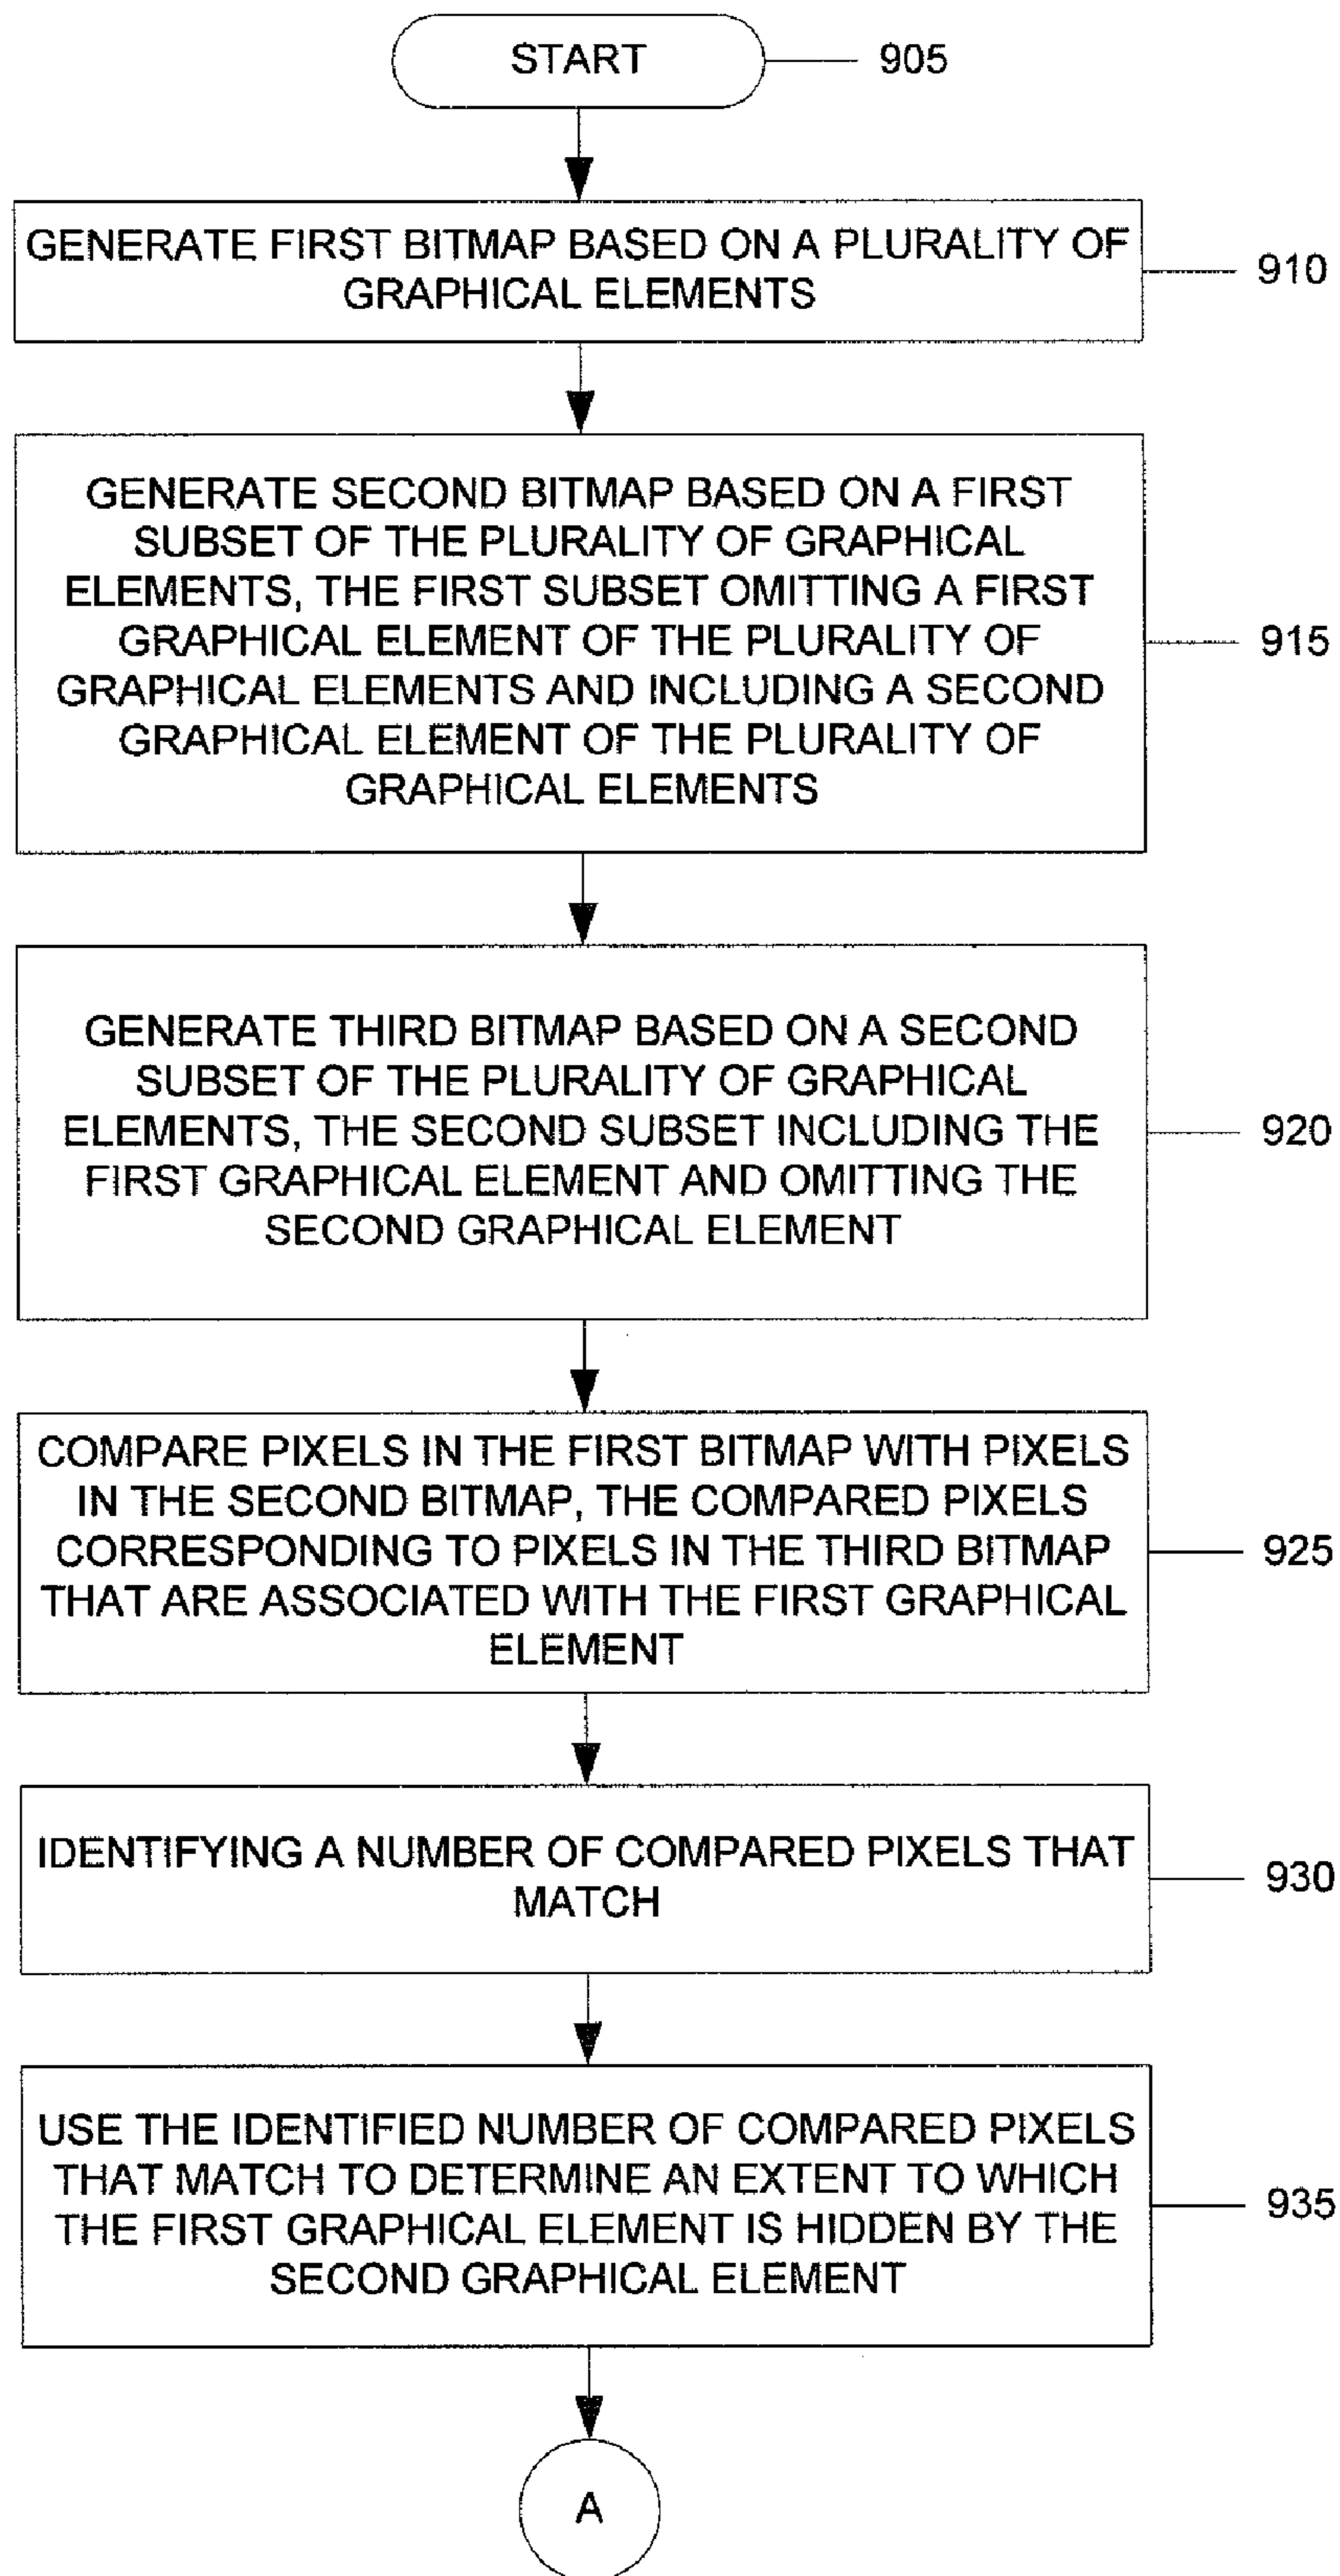 START
905
GENERATE FIRST BITMAP BASED ON A PLURALITY OF
GRAPHICAL ELEMENTS
910
GENERATE SECOND BITMAP BASED ON A FIRST
SUBSET OF THE PLURALITY OF GRAPHICAL
ELEMENTS, THE FIRST SUBSET OMITTING A FIRST
GRAPHICAL ELEMENT OF THE PLURALITY OF
GRAPHICAL ELEMENTS AND INCLUDING A SECOND
GRAPHICAL ELEMENT OF THE PLURALITY OF
GRAPHICAL ELEMENTS
915
GENERATE THIRD BITMAP BASED ON A SECOND
SUBSET OF THE PLURALITY OF GRAPHICAL
ELEMENTS, THE SECOND SUBSET INCLUDING THE
FIRST GRAPHICAL ELEMENT AND OMITTING THE
SECOND GRAPHICAL ELEMENT
920
COMPARE PIXELS IN THE FIRST BITMAP WITH PIXELS
IN THE SECOND BITMAP, THE COMPARED PIXELS
CORRESPONDING TO PIXELS IN THE THIRD BITMAP
THAT ARE ASSOCIATED WITH THE FIRST GRAPHICAL
ELEMENT
925
IDENTIFYING A NUMBER OF COMPARED PIXELS THAT
MATCH
930
USE THE IDENTIFIED NUMBER OF COMPARED PIXELS
THAT MATCH TO DETERMINE AN EXTENT TO WHICH
THE FIRST GRAPHICAL ELEMENT IS HIDDEN BY THE
SECOND GRAPHICAL ELEMENT
935
A